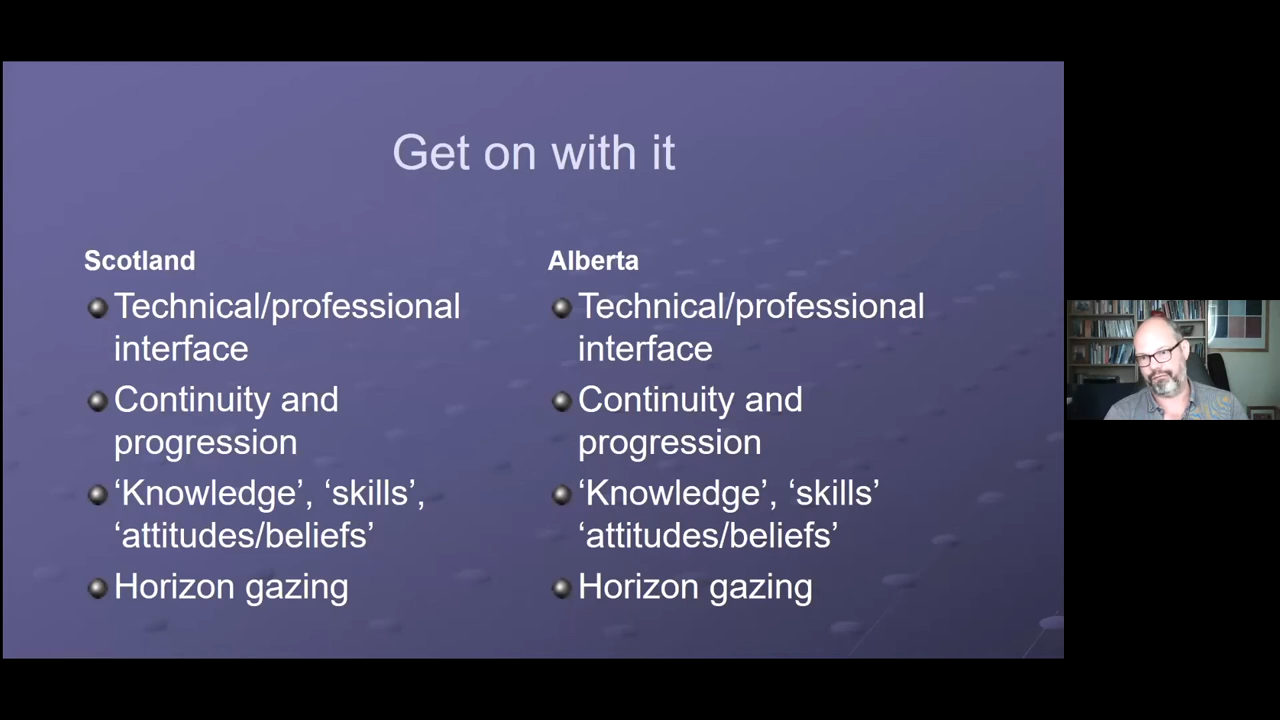 Get on with it
Scotland
Technical/professional
interface
Continuity and
progression
‘Knowledge’, ‘skills’,
‘attitudes/beliefs’
Horizon gazing
Alberta
Technical/professional
interface
Continuity and
progression
‘Knowledge’, ‘skills’
‘attitudes/beliefs’
Horizon gazing